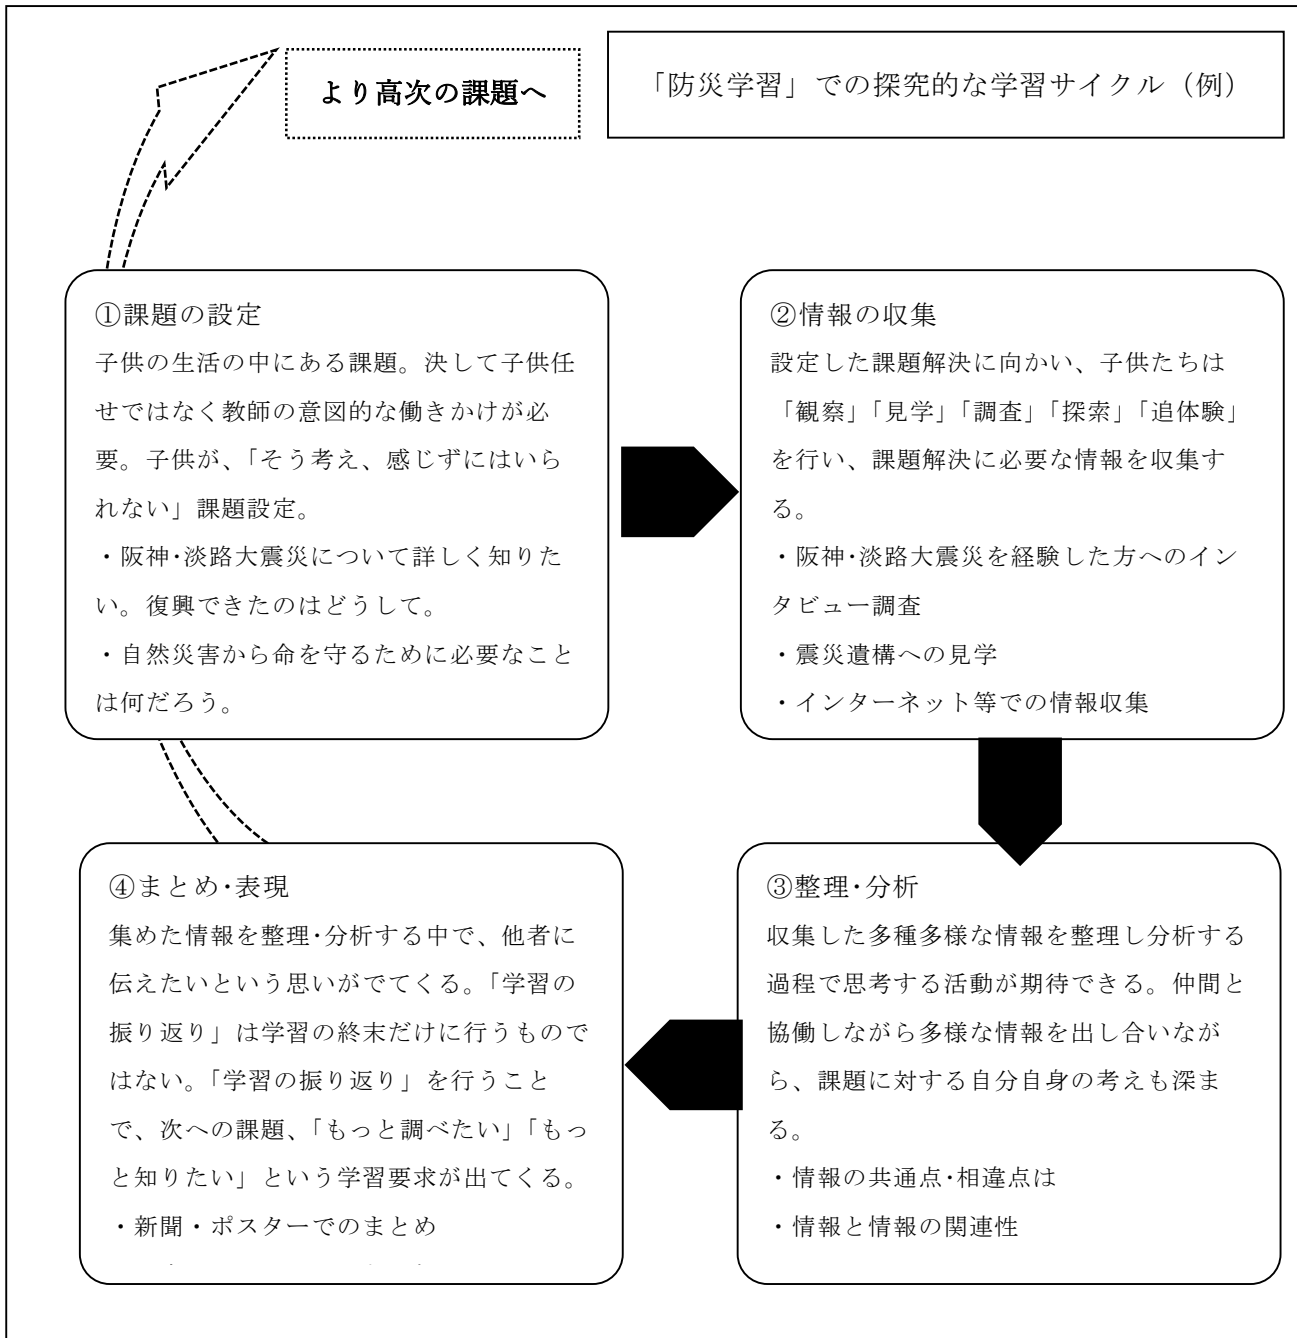 より高次の課題へ
「防災学習」での探究的な学習サイクル（例）
①課題の設定
子供の生活の中にある課題。決して子供任
せではなく教師の意図的な働きかけが必
要。子供が、「そう考え、感じずにはいら
れない」課題設定。
・阪神･淡路大震災について詳しく知りた
い。復興できたのはどうして。
・自然災害から命を守るために必要なこと
は何だろう。
②情報の収集
設定した課題解決に向かい、子供たちは
「観察」「見学」「調査」「探索」「追体験」
を行い、課題解決に必要な情報を収集す
る。
・阪神･淡路大震災を経験した方へのイン
タビュー調査
・震災遺構への見学
・インターネット等での情報収集
③整理･分析
収集した多種多様な情報を整理し分析する
過程で思考する活動が期待できる。仲間と
協働しながら多様な情報を出し合いなが
ら、課題に対する自分自身の考えも深ま
る。
・情報の共通点･相違点は
・情報と情報の関連性
④まとめ･表現
集めた情報を整理･分析する中で、他者に
伝えたいという思いがでてくる。「学習の
振り返り」は学習の終末だけに行うもので
はない。「学習の振り返り」を行うこと
で、次への課題、「もっと調べたい」「もっ
と知りたい」という学習要求が出てくる。
・新聞・ポスターでのまとめ